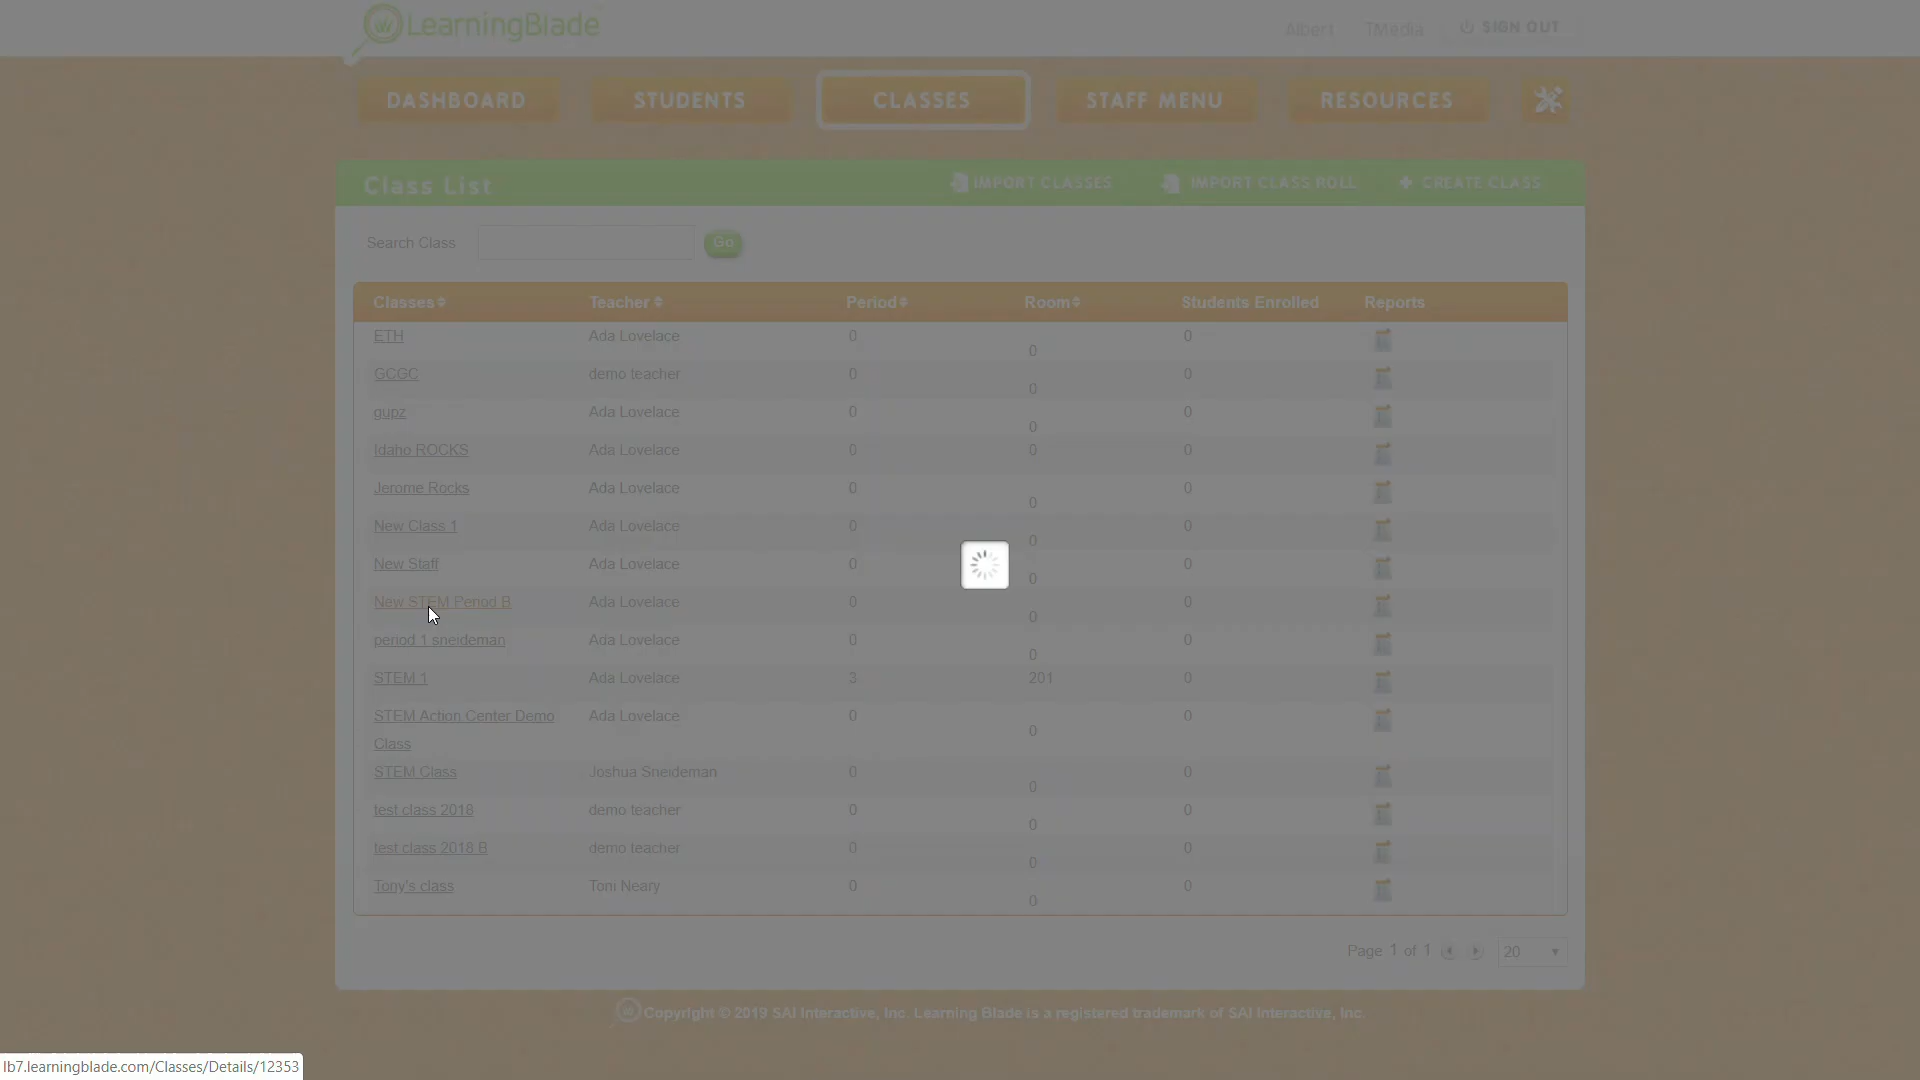 LearningBlade
Albert TMedia SIGN OUT
DASHBOARD STUDENTS CLASSES STAFF MENU RESOURCES
Class List IMPORT CLASSES IMPORT CLASS ROLL CREATE CLASS
Search Class Go
Classes Teacher Period Room Students Enrolled Reports
ETH Ada Lovelace 0 0 0
GCGC demo teacher 0 0 0
gupz Ada Lovelace 0 0 0
Idaho ROCKS Ada Lovelace 0 0 0
Jerome Rocks Ada Lovelace 0 0 0
New Class 1 Ada Lovelace 0 0 0
New Staff Ada Lovelace 0 0 0
New STEM Period B Ada Lovelace 0 0 0
period 1 sneideman Ada Lovelace 0 0 0
STEM 1 Ada Lovelace 3 201 0
STEM Action Center Demo Ada Lovelace 0 0 0
Class
STEM Class Joshua Sneideman 0 0 0
test class 2018 demo teacher 0 0 0
test class 2018 B demo teacher 0 0 0
Tony's class Tom Neary 0 0 0
Page 1 of 1 20
Copyright © 2019 SAI Interactive, Inc. Learning Blade is a registered trademark of SAI Interactive, Inc.
lb7.learningblade.com/Classes/Details/12353